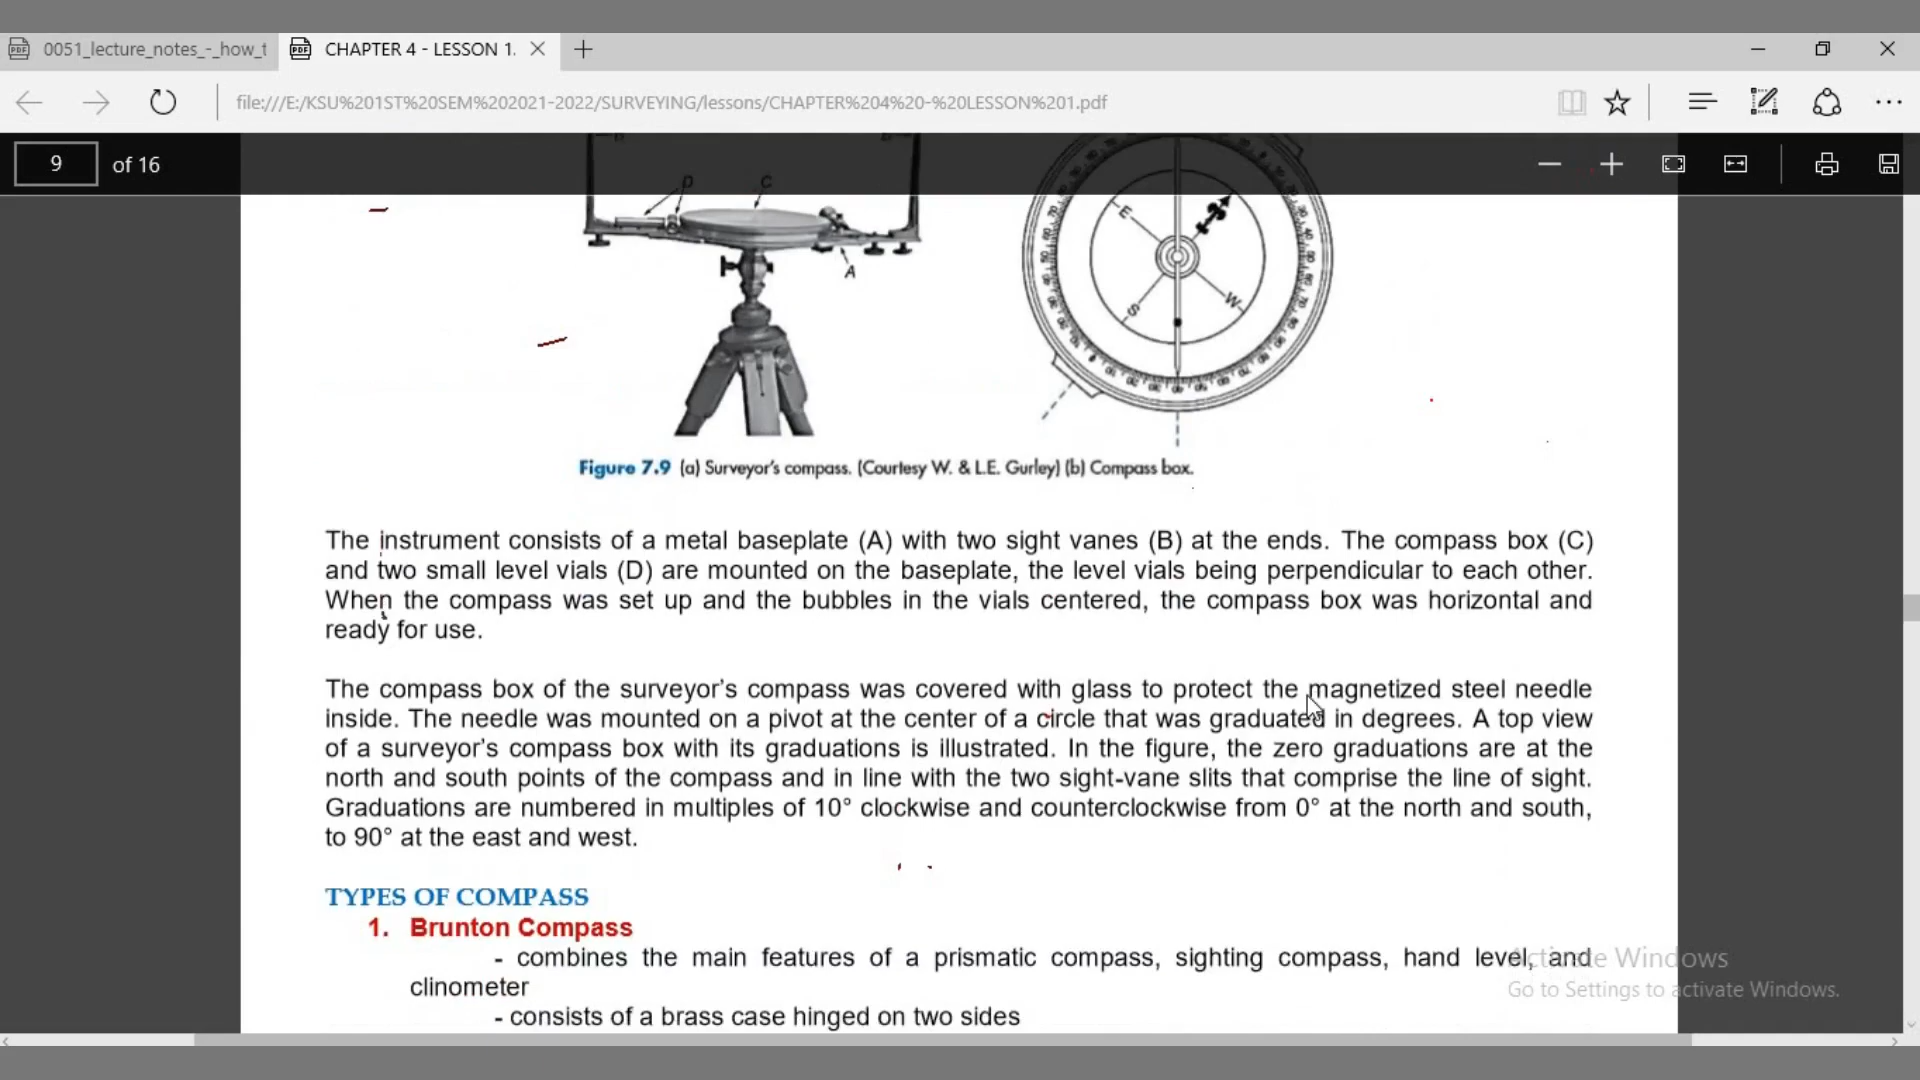 0051_lecture_notes_-_how_t
CHAPTER 4 - LESSON 1.
file:///E:/KSU%201ST%20SEM%202021-2022/SURVEYING/lessons/CHAPTER%204%20-%20LESSON%201.pdf
9 of 16
D C
A
E
S
W
Figure 7.9 (a) Surveyor's compass. (Courtesy W. & L.E. Gurley) (b) Compass box.
The instrument consists of a metal baseplate (A) with two sight vanes (B) at the ends. The compass box (C)
and two small level vials (D) are mounted on the baseplate, the level vials being perpendicular to each other.
When the compass was set up and the bubbles in the vials centered, the compass box was horizontal and
ready for use.
The compass box of the surveyor's compass was covered with glass to protect the magnetized steel needle
inside. The needle was mounted on a pivot at the center of a circle that was graduated in degrees. A top view
of a surveyor's compass box with its graduations is illustrated. In the figure, the zero graduations are at the
north and south points of the compass and in line with the two sight-vane slits that comprise the line of sight.
Graduations are numbered in multiples of 10° clockwise and counterclockwise from 0° at the north and south,
to 90° at the east and west.
TYPES OF COMPASS
1. Brunton Compass
- combines the main features of a prismatic compass, sighting compass, hand level, and
clinometer
- consists of a brass case hinged on two sides
Activate Windows
Go to Settings to activate Windows.